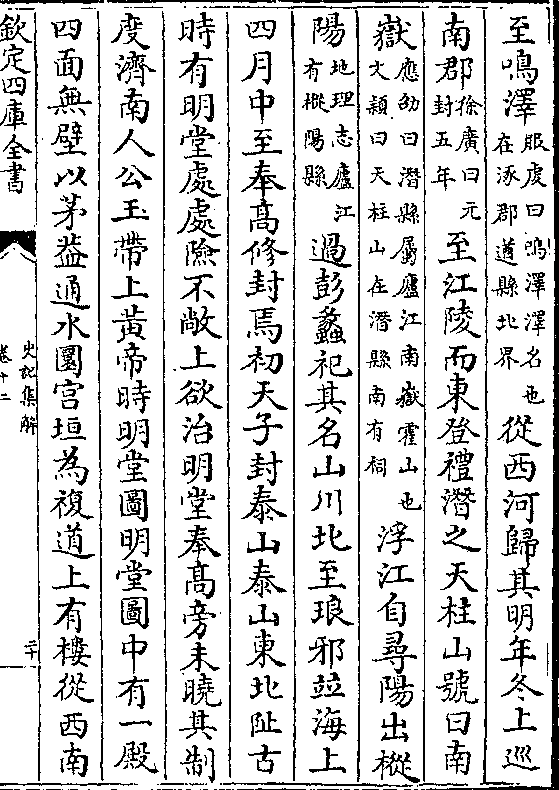 至鳴澤服虔曰鳴澤澤名也在涿郡遒縣北界從西河歸其明年冬上巡
南郡徐廣曰元封五年至江陵而東登禮潛之天柱山號曰南
嶽應劭曰潛縣屬廬江南嶽霍山也文穎曰天柱山在潛縣南有祠浮江自尋陽出樅
陽地理志廬江有樅陽縣過彭蠡祀其名山川北至琅邪並海上
四月中至奉高修封焉初天子封泰山泰山東北阯古
時有明堂處處險不敞上欲治明堂奉高旁未曉其制
度濟南人公玊帶上黃帝時明堂圖明堂圖中有一殿
四面無壁以茅葢通水圜宫垣為複道上有樓從西南
欽定四庫全書
史記集解
卷十二
二十